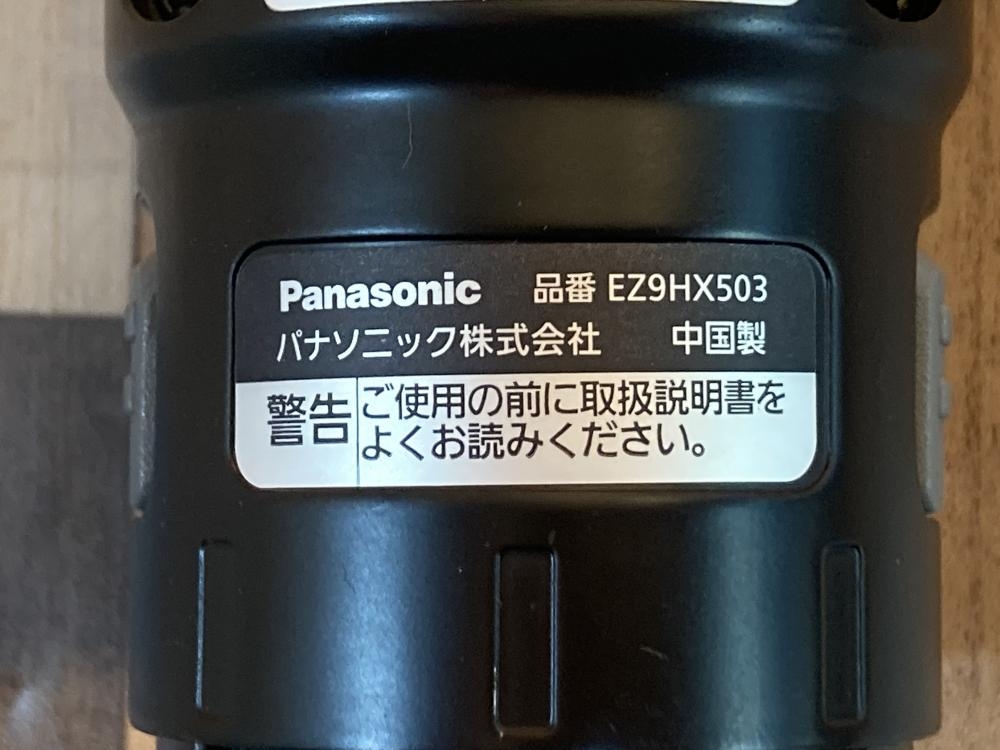 Panasonic 品番 EZ9HX503
パナソニック株式会社 中国製
警告 ご使用の前に取扱説明書を
よくお読みください。